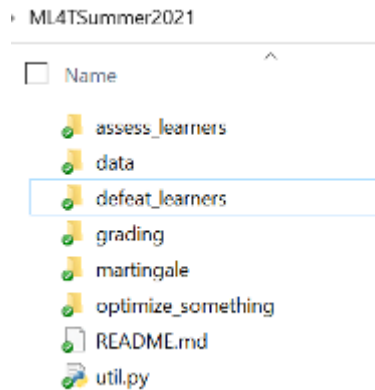 ML4TSummer2021
Name
assess_learners
data
defeat_learners
grading
martingale
optimize_something
README.md
util.py